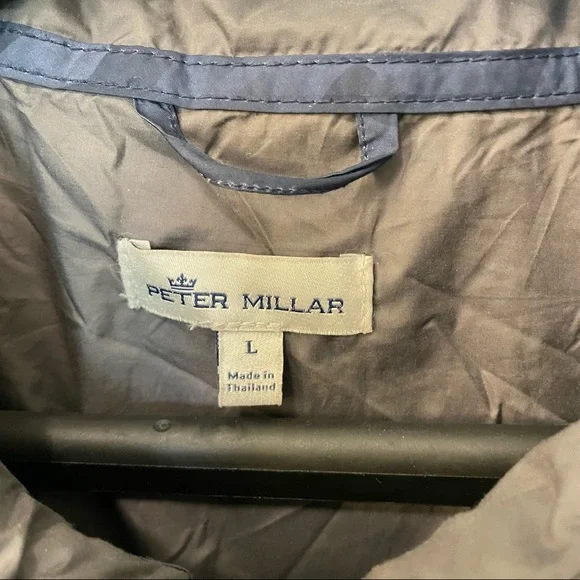 PETER MILLAR
L
Made in
Thailand